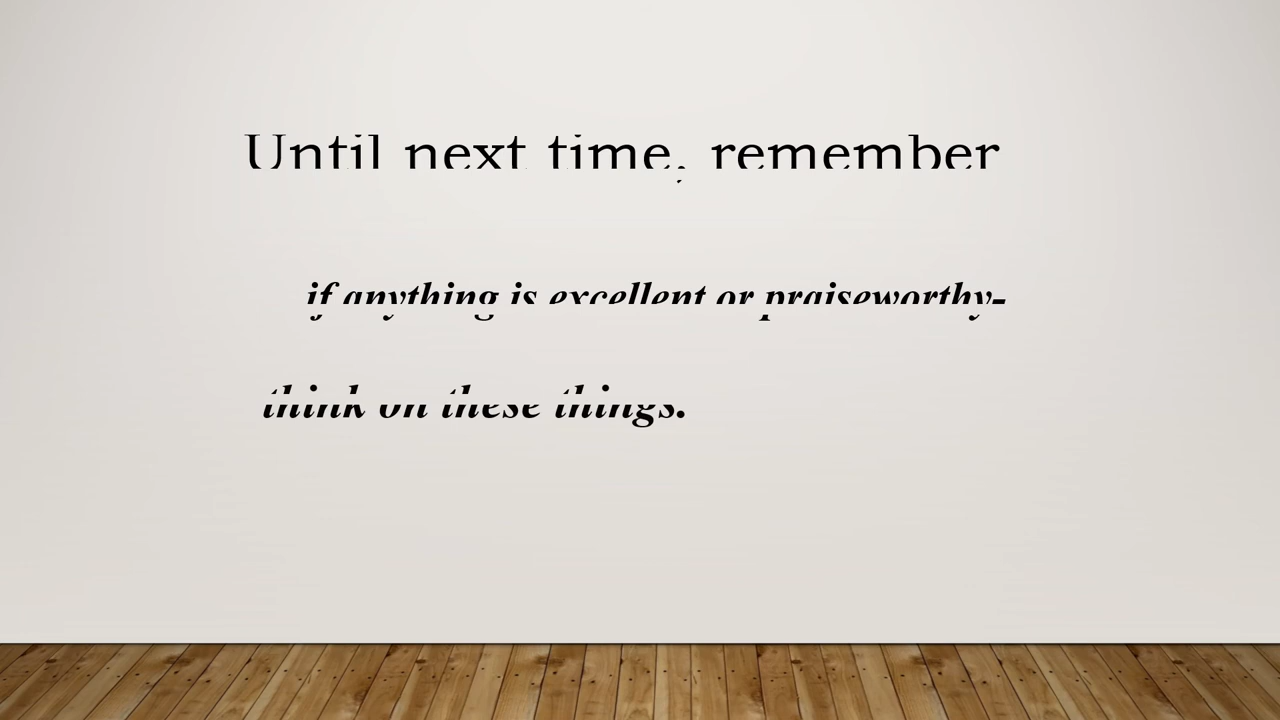 Until next time, remember
if anything is excellent or praiseworthy-
think on these things.